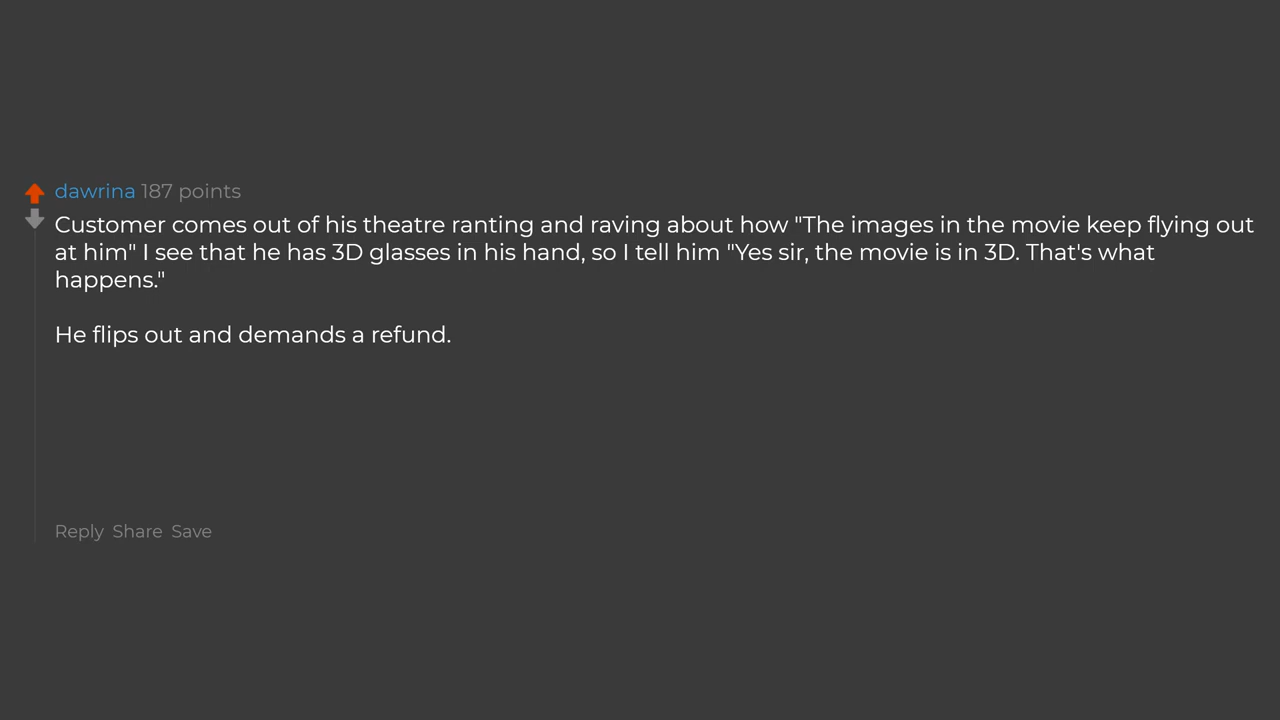 dawrina 187 points
Customer comes out of his theatre ranting and raving about how "The images in the movie keep flying out
at him" I see that he has 3D glasses in his hand, so I tell him "Yes sir, the movie is in 3D. That's what
happens."
He flips out and demands a refund.
Reply Share Save